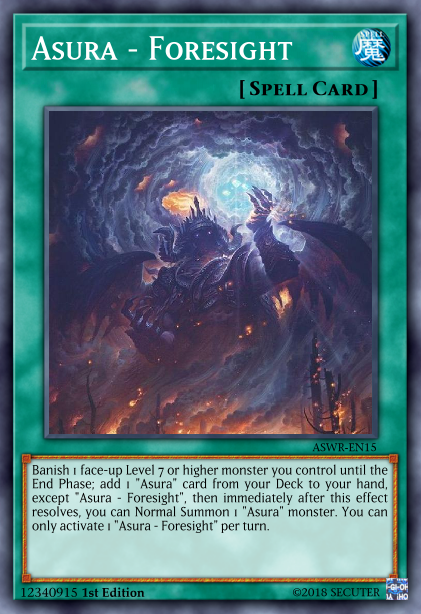 Asura - Foresight
魔
[Spell Card]
ASWR-EN15
Banish 1 face-up Level 7 or higher monster you control until the
End Phase; add 1 "Asura" card from your Deck to your hand,
except "Asura - Foresight", then immediately after this effect
resolves, you can Normal Summon 1 "Asura" monster. You can
only activate 1 "Asura - Foresight" per turn.
12340915 1st Edition
©2018 SECUTER